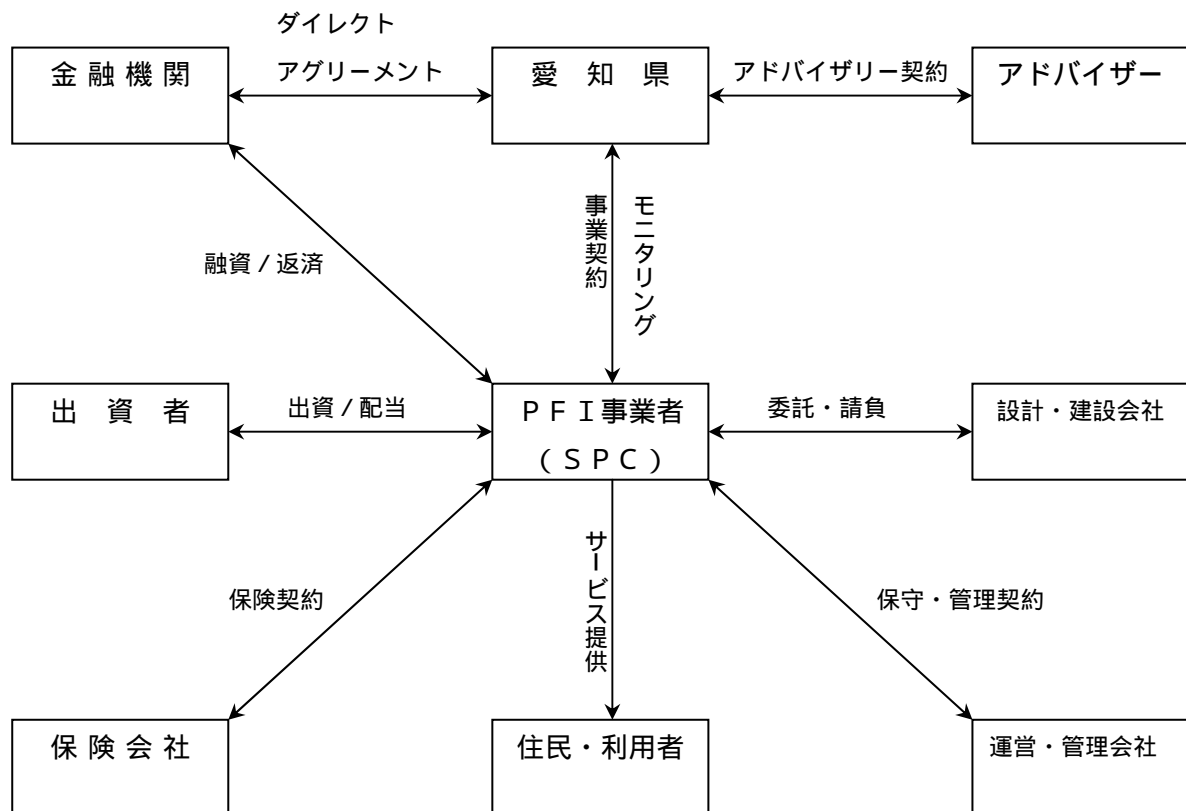 ダイレクト
アグリーメント
金融機関
愛知県
アドバイザリー契約
アドバイザー
事業契約
モニタリング
融資/返済
出資者
出資/配当
PFI事業者
(SPC)
委託・請負
設計・建設会社
サービス提供
保険契約
保守・管理契約
保険会社
住民・利用者
運営・管理会社